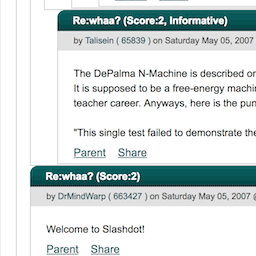 Re:whaa? (Score:2, Informative)
by Talisein ( 65839 ) on Saturday May 05, 2007
The DePalma N-Machine is described or
It is supposed to be a free-energy machi
teacher career. Anyways, here is the pun
"This single test failed to demonstrate the
Parent Share
Re:whaa? (Score:2)
by DrMindWarp ( 663427 ) on Saturday May 05, 2007 @
Welcome to Slashdot!
Parent Share